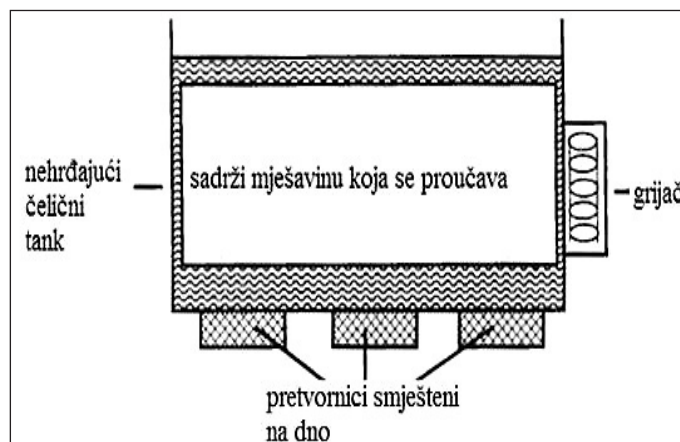 nehrđajući
čelični
tank
sadrži mješavinu koja se proučava
grijač
pretvornici smješteni
na dno